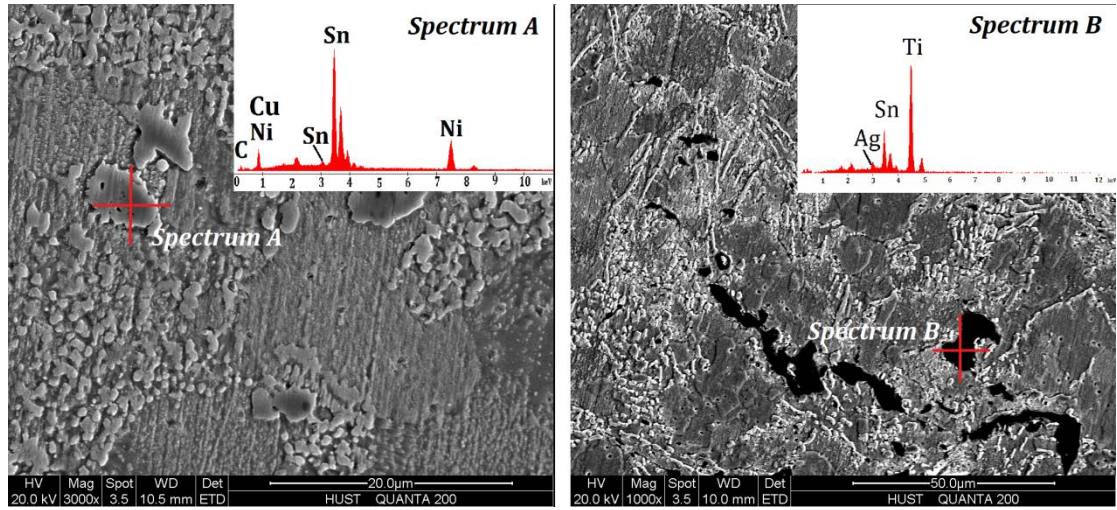 Spectrum A
Sn
Cu
Ni
C
Sn
Ni
0 1 2 3 4 5 6 7 8 9 10 keV
Spectrum A
HV Mag Spot WD Det
20.0 kV 3000x 3.5 10.5 mm ETD
20.0µm
HUST QUANTA 200
Spectrum B
Ti
Sn
Ag
1 2 3 4 5 6 7 8 9 10 11 12 keV
Spectrum B
HV Mag Spot WD Det
20.0 kV 1000x 3.5 10.0 mm ETD
50.0µm
HUST QUANTA 200